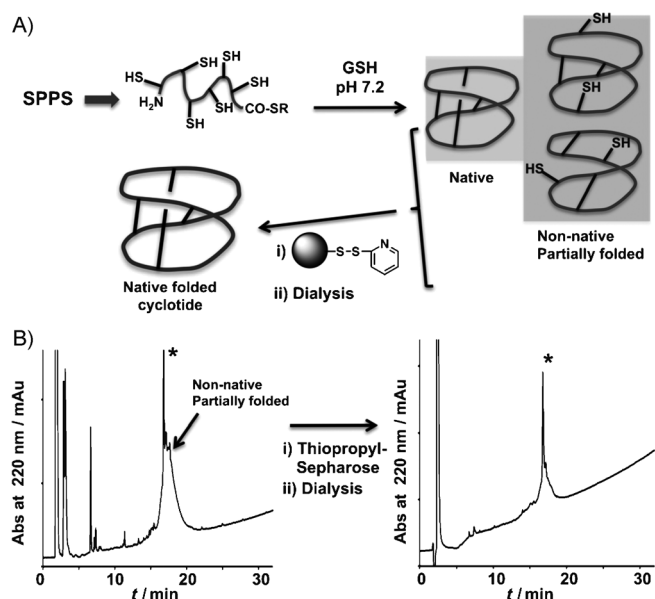 A)
SPPS
HS
SH
SH
SH
H2N
SH
SH
CO-SR
GSH
pH 7.2
Native
SH
SH
SH
HS
Non-native
Partially folded
Native folded
cyclotide
i)
S-S
N
ii) Dialysis
B)
Abs at 220 nm / mAu
*
Non-native
Partially folded
0
10
20
30
t / min
i) Thiopropyl-
Sepharose
ii) Dialysis
Abs at 220 nm / mAu
*
0
10
20
30
t / min